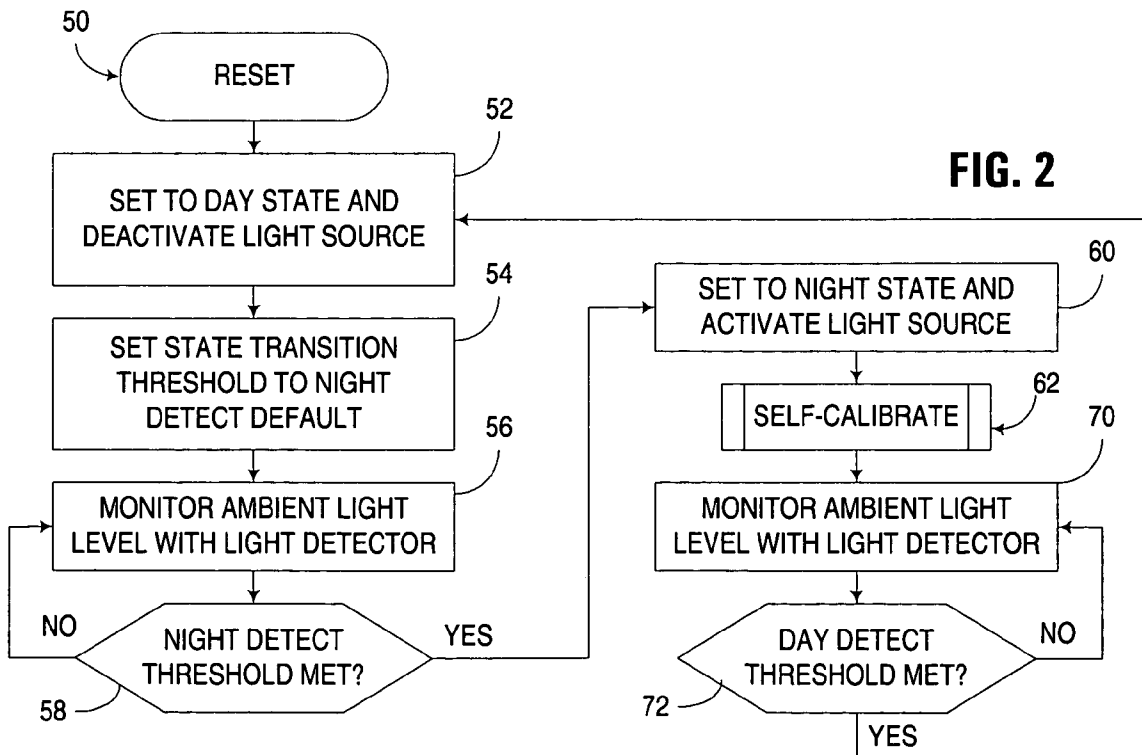 50
RESET
52
SET TO DAY STATE AND
DEACTIVATE LIGHT SOURCE
54
SET STATE TRANSITION
THRESHOLD TO NIGHT
DETECT DEFAULT
56
MONITOR AMBIENT LIGHT
LEVEL WITH LIGHT DETECTOR
NO
NIGHT DETECT
THRESHOLD MET?
YES
58
FIG. 2
60
SET TO NIGHT STATE AND
ACTIVATE LIGHT SOURCE
SELF-CALIBRATE
62
70
MONITOR AMBIENT LIGHT
LEVEL WITH LIGHT DETECTOR
DAY DETECT
THRESHOLD MET?
NO
72
YES